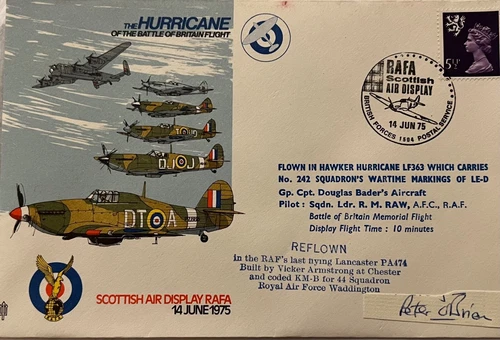 THE HURRICANE
OF THE BATTLE OF BRITAIN FLIGHT
5½P
RAFA
Scottish
AIR DISPLAY
14 JUN 75
BRITISH FORCES 1504 POSTAL SERVICE
DJ J
DT A
FLOWN IN HAWKER HURRICANE LF363 WHICH CARRIES
No. 242 SQUADRON'S WARTIME MARKINGS OF LE-D
Gp. Cpt. Douglas Bader's Aircraft
Pilot: Sqdn. Ldr. R. M. RAW, A.F.C., R.A.F.
Battle of Britain Memorial Flight
Display Flight Time: 10 minutes
REFLOWN
in the RAF's last flying Lancaster PA474
Built by Vicker Armstrong at Chester
and coded KM-B for 44 Squadron
Royal Air Force Waddington
SCOTTISH AIR DISPLAY RAFA
14 JUNE 1975
Peter O'Brian